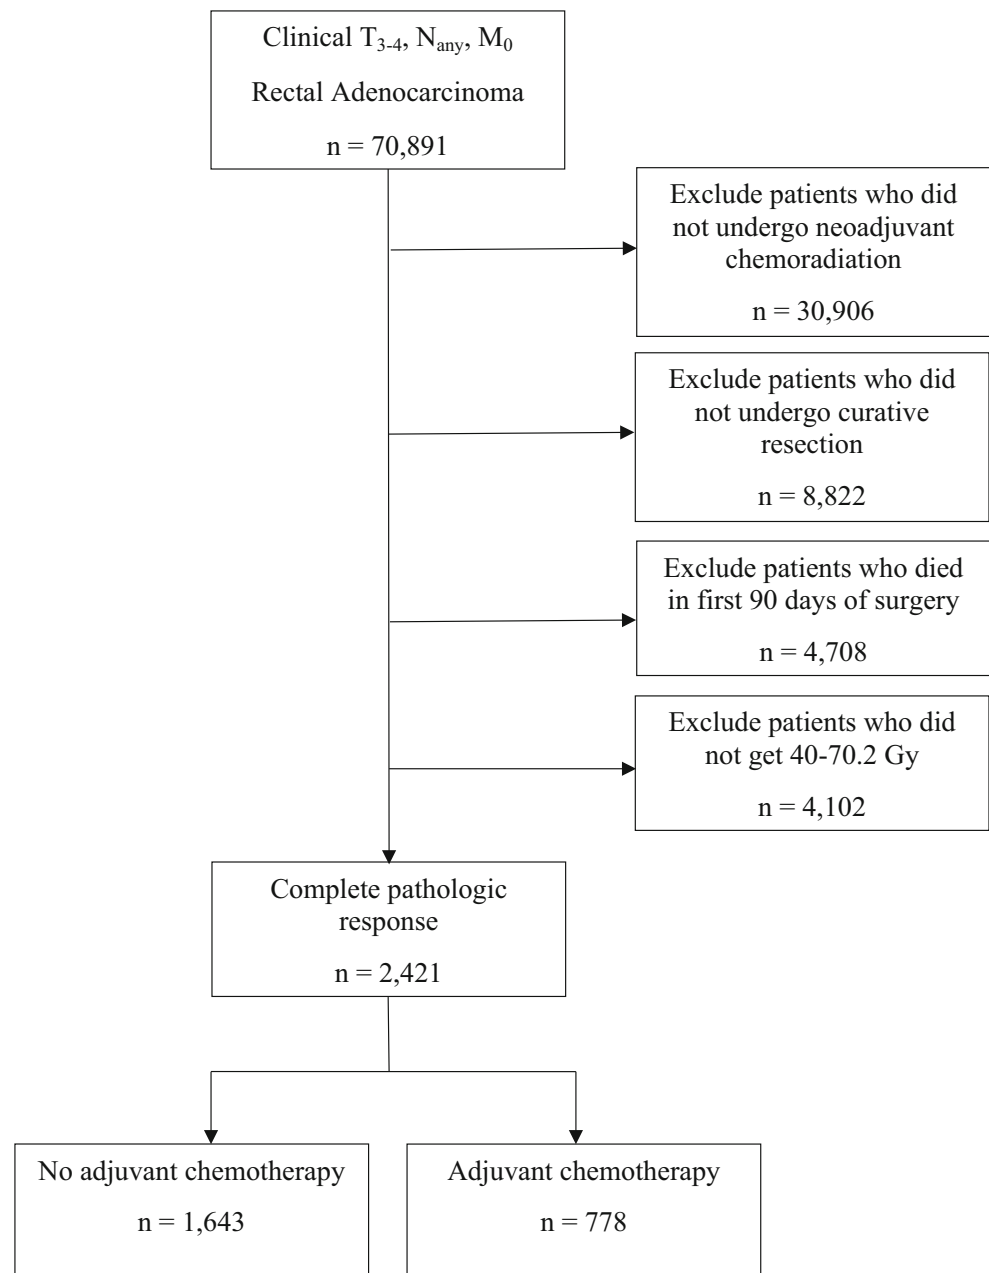 Clinical T₃₋₄, Nₐₙᵧ, M₀
Rectal Adenocarcinoma
n = 70,891
Exclude patients who did
not undergo neoadjuvant
chemoradiation
n = 30,906
Exclude patients who did
not undergo curative
resection
n = 8,822
Exclude patients who died
in first 90 days of surgery
n = 4,708
Exclude patients who did
not get 40-70.2 Gy
n = 4,102
Complete pathologic
response
n = 2,421
No adjuvant chemotherapy
n = 1,643
Adjuvant chemotherapy
n = 778